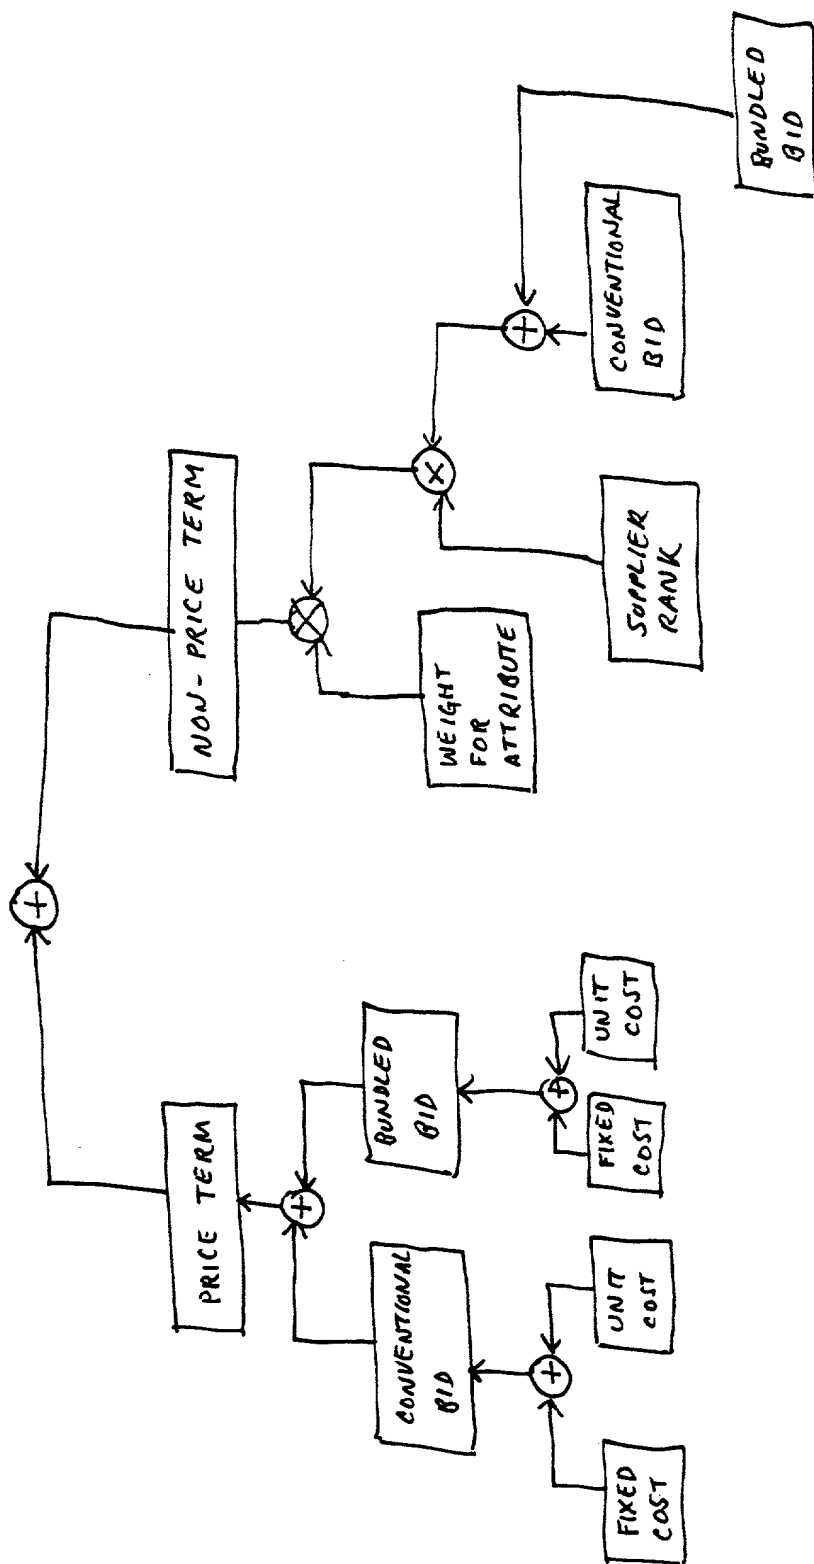 +
PRICE TERM
NON-PRICE TERM
+
×
CONVENTIONAL
BID
BUNDLED
BID
WEIGHT
FOR
ATTRIBUTE
×
+
+
+
FIXED
COST
UNIT
COST
FIXED
COST
UNIT
COST
SUPPLIER
RANK
CONVENTIONAL
BID
BUNDLED
BID